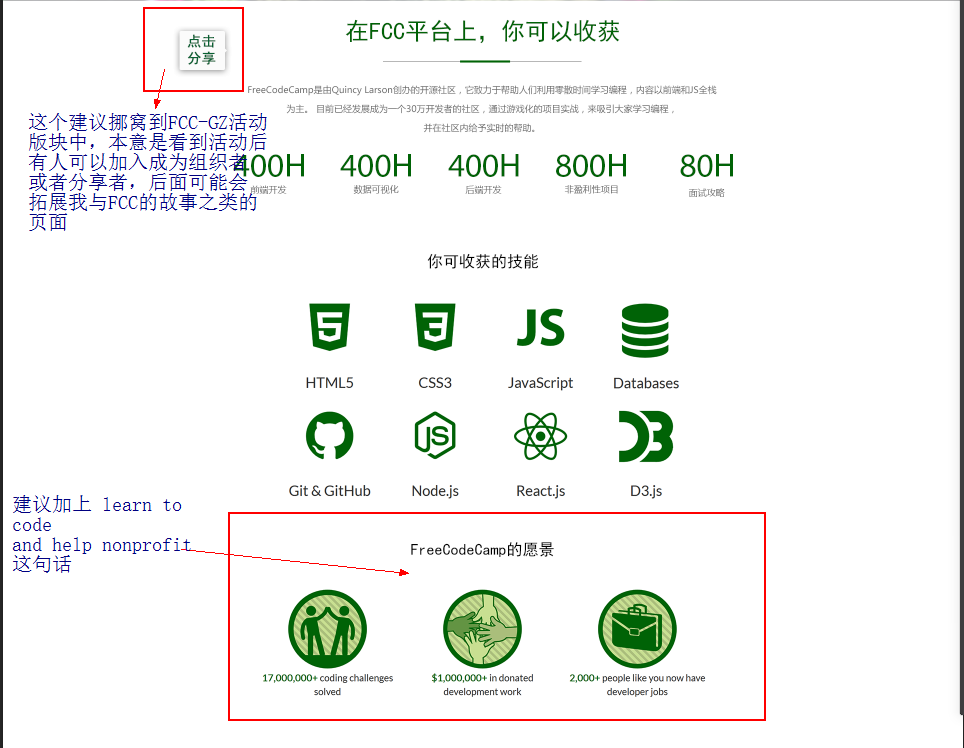 在FCC平台上，你可以收获
点击
分享
FreeCodeCamp是由Quincy Larson创办的开源社区，它致力于帮助人们利用零散时间学习编程，内容以前端和JS全栈
为主。 目前已经发展成为一个30万开发者的社区，通过游戏化的项目实战，来吸引大家学习编程，
并在社区内给予实时的帮助。
这个建议挪窝到FCC-GZ活动
版块中，本意是看到活动后
有人可以加入成为组织者
或者分享者，后面可能会
拓展我与FCC的故事之类的
页面
400H 400H 400H 800H 80H
前端开发 数据可视化 后端开发 非盈利性项目 面试攻略
你可收获的技能
HTML5 CSS3 JavaScript Databases
Git & GitHub Node.js React.js D3.js
建议加上 learn to
code
and help nonprofit
这句话
FreeCodeCamp的愿景
17,000,000+ coding challenges
solved
$1,000,000+ in donated
development work
2,000+ people like you now have
developer jobs